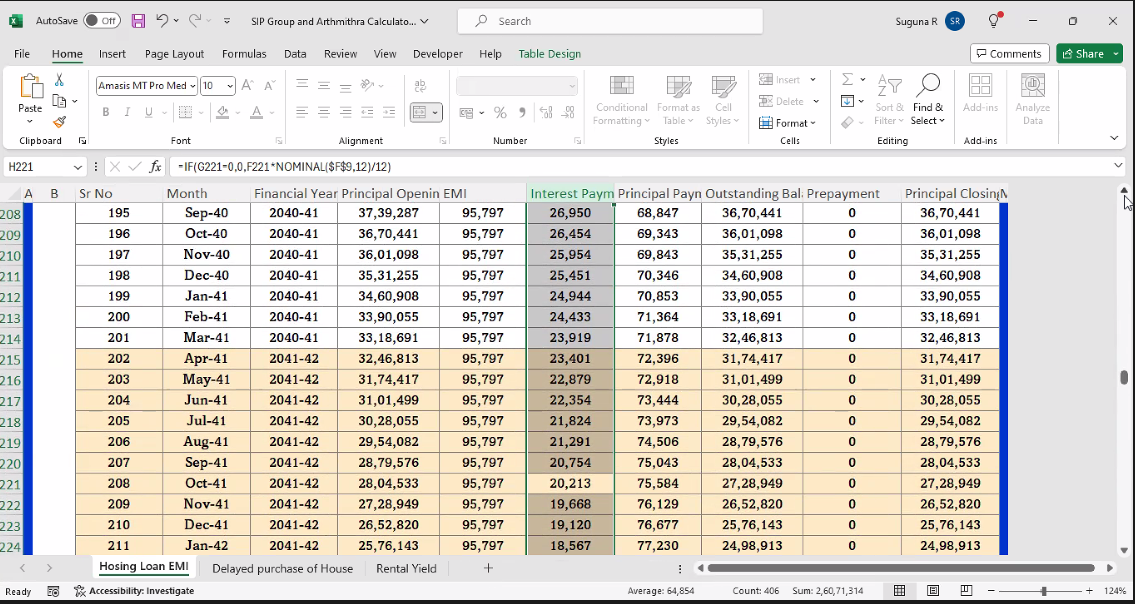 AutoSave Off SIP Group and Arthmithra Calculato... Search Suguna R SR
File Home Insert Page Layout Formulas Data Review View Developer Help Table Design Comments Share
Paste Amasis MT Pro Med 10 Insert Delete Format Conditional Formatting Format as Table Cell Styles Sort & Filter Find & Select Add-ins Analyze Data
Clipboard Font Alignment Number Styles Cells Editing Add-ins
H221 fx =IF(G221=0,0,F221*NOMINAL($F$9,12)/12)
A B Sr No Month Financial Year Principal Openin EMI Interest Paym Principal Payn Outstanding Bal Prepayment Principal Closing
208 195 Sep-40 2040-41 37,39,287 95,797 26,950 68,847 36,70,441 0 36,70,441
209 196 Oct-40 2040-41 36,70,441 95,797 26,454 69,343 36,01,098 0 36,01,098
210 197 Nov-40 2040-41 36,01,098 95,797 25,954 69,843 35,31,255 0 35,31,255
211 198 Dec-40 2040-41 35,31,255 95,797 25,451 70,346 34,60,908 0 34,60,908
212 199 Jan-41 2040-41 34,60,908 95,797 24,944 70,853 33,90,055 0 33,90,055
213 200 Feb-41 2040-41 33,90,055 95,797 24,433 71,364 33,18,691 0 33,18,691
214 201 Mar-41 2040-41 33,18,691 95,797 23,919 71,878 32,46,813 0 32,46,813
215 202 Apr-41 2041-42 32,46,813 95,797 23,401 72,396 31,74,417 0 31,74,417
216 203 May-41 2041-42 31,74,417 95,797 22,879 72,918 31,01,499 0 31,01,499
217 204 Jun-41 2041-42 31,01,499 95,797 22,354 73,444 30,28,055 0 30,28,055
218 205 Jul-41 2041-42 30,28,055 95,797 21,824 73,973 29,54,082 0 29,54,082
219 206 Aug-41 2041-42 29,54,082 95,797 21,291 74,506 28,79,576 0 28,79,576
220 207 Sep-41 2041-42 28,79,576 95,797 20,754 75,043 28,04,533 0 28,04,533
221 208 Oct-41 2041-42 28,04,533 95,797 20,213 75,584 27,28,949 0 27,28,949
222 209 Nov-41 2041-42 27,28,949 95,797 19,668 76,129 26,52,820 0 26,52,820
223 210 Dec-41 2041-42 26,52,820 95,797 19,120 76,677 25,76,143 0 25,76,143
224 211 Jan-42 2041-42 25,76,143 95,797 18,567 77,230 24,98,913 0 24,98,913
Hosing Loan EMI Delayed purchase of House Rental Yield
Ready Accessibility: Investigate Average: 64,854 Count: 406 Sum: 2,60,71,314 124%